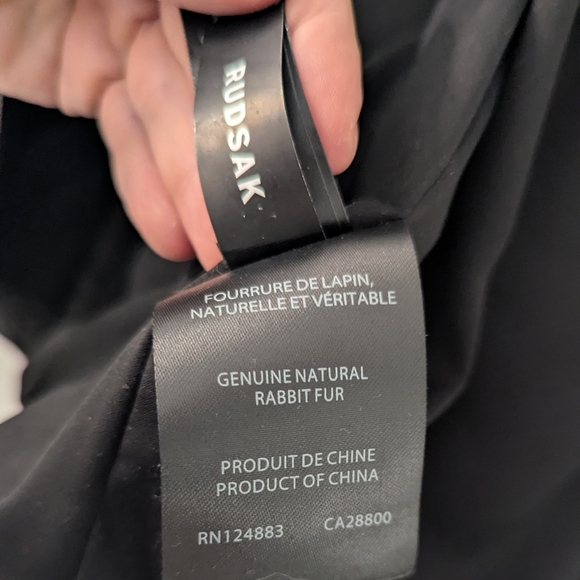 RUDSAK
FOURRURE DE LAPIN,
NATURELLE ET VÉRITABLE
GENUINE NATURAL
RABBIT FUR
PRODUIT DE CHINE
PRODUCT OF CHINA
RN124883 CA28800